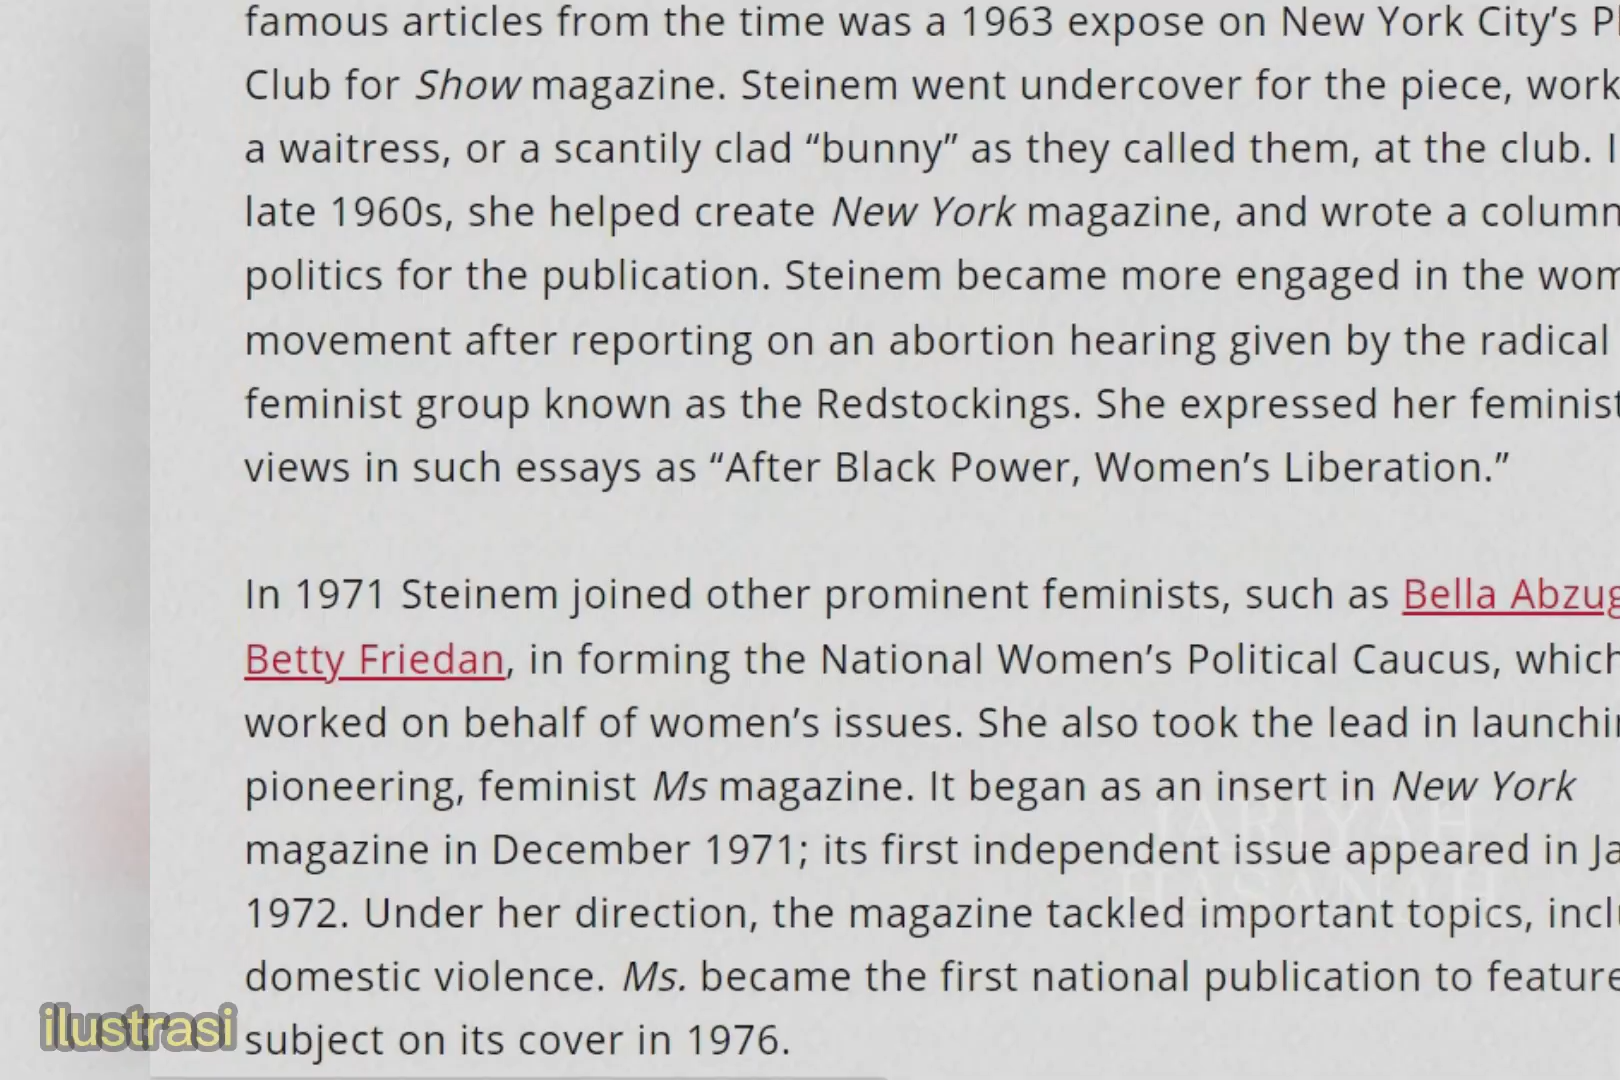 famous articles from the time was a 1963 expose on New York City’s
Club for Show magazine. Steinem went undercover for the piece,
a waitress, or a scantily clad “bunny” as they called them, at the club.
late 1960s, she helped create New York magazine, and wrote a column
politics for the publication. Steinem became more engaged in the
movement after reporting on an abortion hearing given by the radical
feminist group known as the Redstockings. She expressed her feminist
views in such essays as “After Black Power, Women’s Liberation.”
In 1971 Steinem joined other prominent feminists, such as Bella Abzug
Betty Friedan, in forming the National Women’s Political Caucus, which
worked on behalf of women’s issues. She also took the lead in
pioneering, feminist Ms magazine. It began as an insert in New York
magazine in December 1971; its first independent issue appeared in
JARIYAH
HASANAH
1972. Under her direction, the magazine tackled important topics,
domestic violence. Ms. became the first national publication to feature
subject on its cover in 1976.
ilustrasi